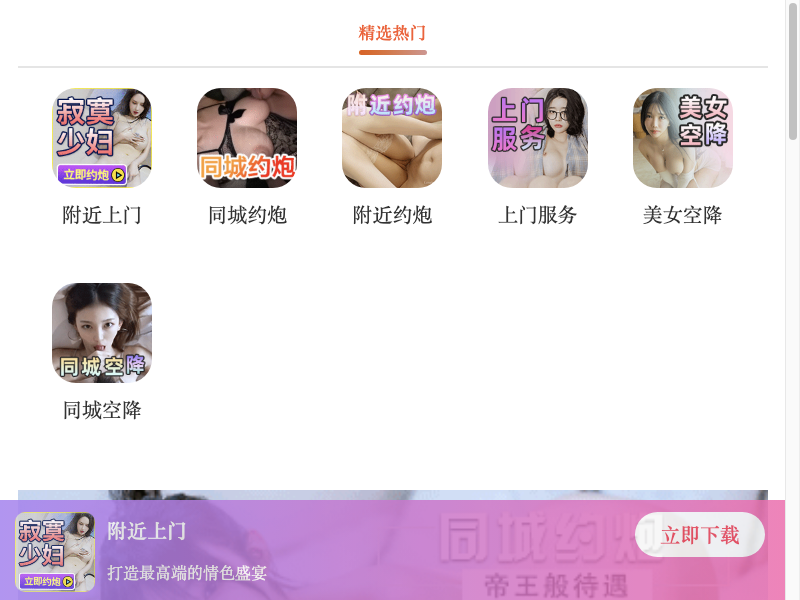 精选热门
寂寞
少妇
立即约炮
附近上门
同城约炮
同城约炮
附近约炮
附近约炮
上门
服务
上门服务
美女
空降
美女空降
同城空降
同城空降
同城约炮
帝王般待遇
寂寞
少妇
立即约炮
附近上门
打造最高端的情色盛宴
立即下载